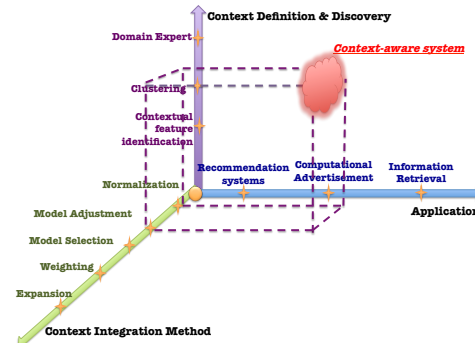 Context Definition & Discovery
Domain Expert
Context-aware system
Clustering
Contextual
feature
identification
Recommendation
systems
Computational
Advertisement
Information
Retrieval
Normalization
Application
Model Adjustment
Model Selection
Weighting
Expansion
Context Integration Method